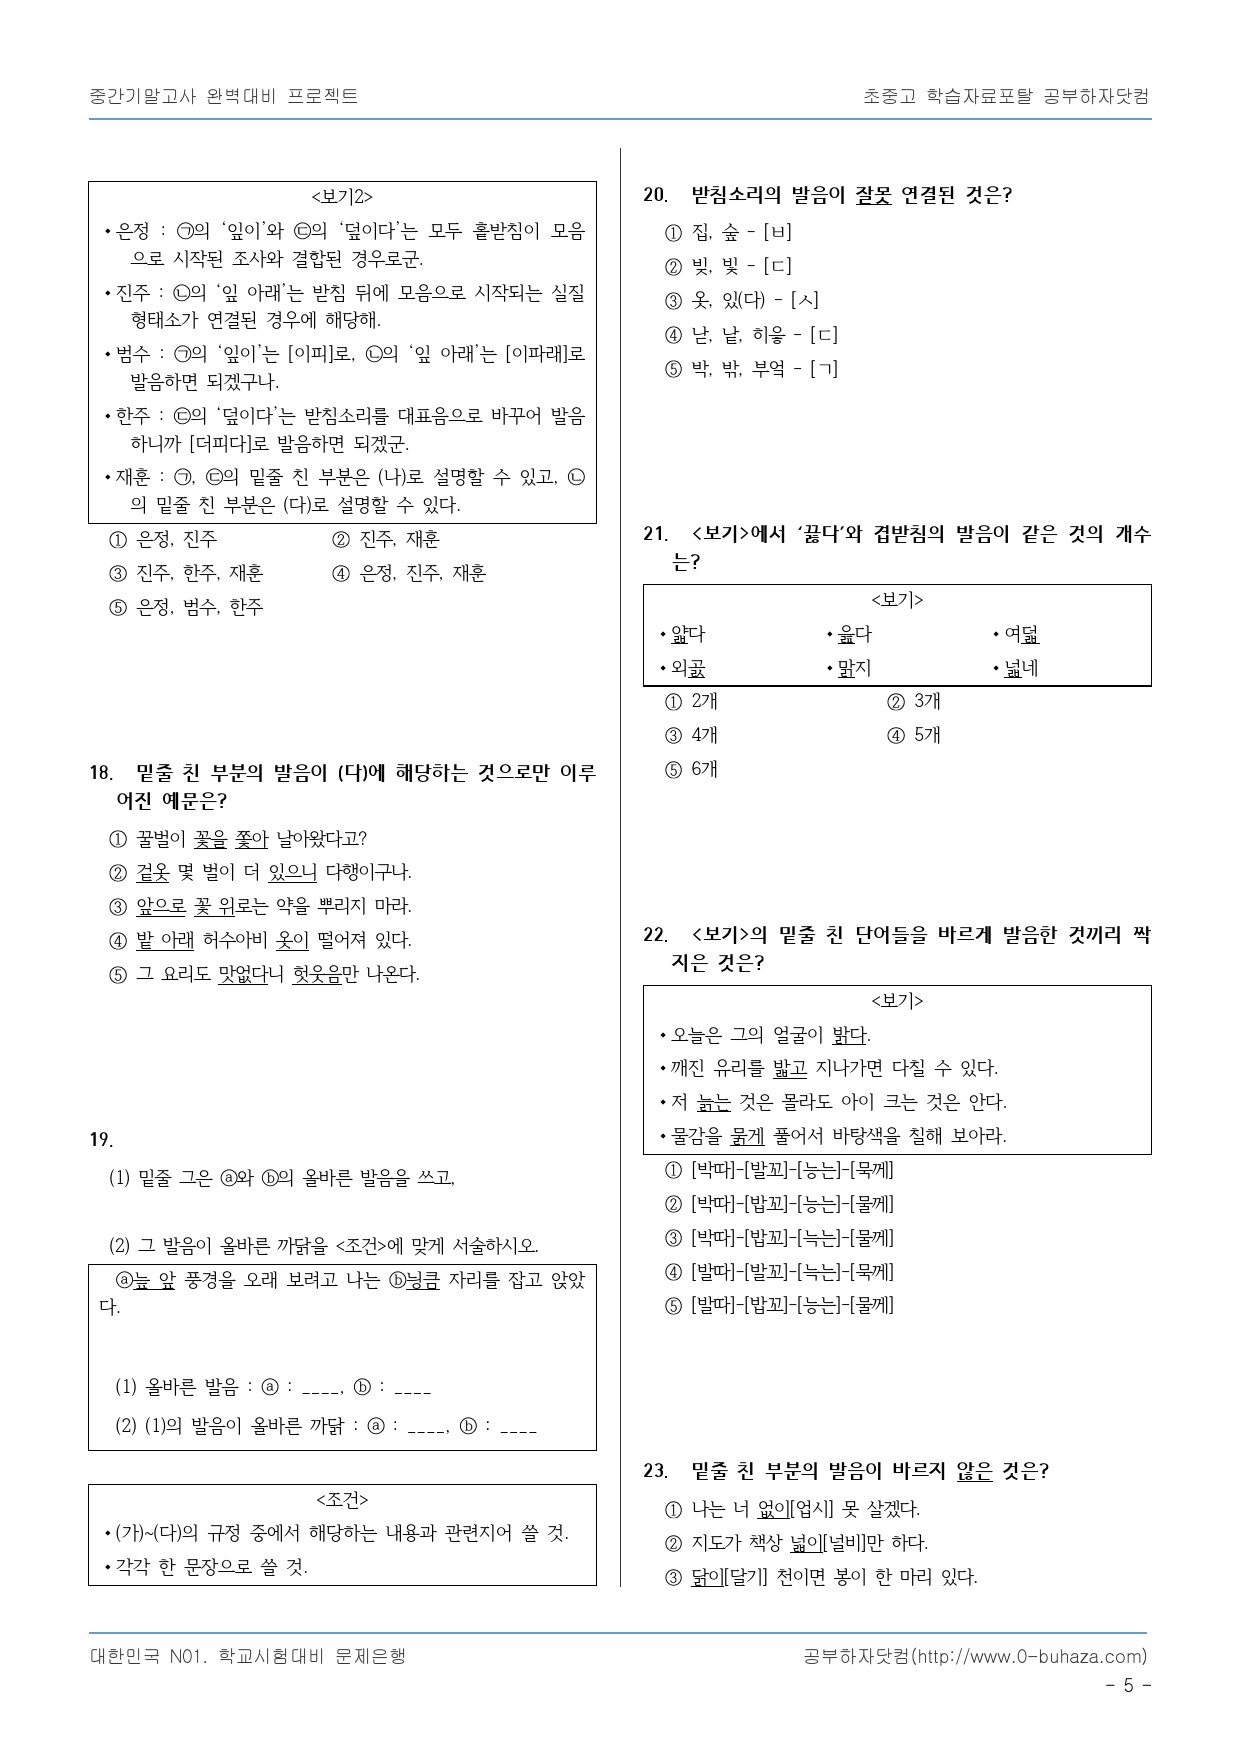 중간기말고사 완벽대비 프로젝트
초중고 학습자료포탈 공부하자닷컴
<보기2>
•은정 : ㉠의 ‘잎이’와 ㉢의 ‘덮이다’는 모두 홑받침이 모음
으로 시작된 조사와 결합된 경우로군.
•진주 : ㉡의 ‘잎 아래’는 받침 뒤에 모음으로 시작되는 실질
형태소가 연결된 경우에 해당해.
•범수 : ㉠의 ‘잎이’는 [이피]로, ㉡의 ‘잎 아래’는 [이파래]로
발음하면 되겠구나.
•한주 : ㉢의 ‘덮이다’는 받침소리를 대표음으로 바꾸어 발음
하니까 [더피다]로 발음하면 되겠군.
•재훈 : ㉠, ㉢의 밑줄 친 부분은 (나)로 설명할 수 있고, ㉡
의 밑줄 친 부분은 (다)로 설명할 수 있다.
① 은정, 진주 ② 진주, 재훈
③ 진주, 한주, 재훈 ④ 은정, 진주, 재훈
⑤ 은정, 범수, 한주
18. 밑줄 친 부분의 발음이 (다)에 해당하는 것으로만 이루
어진 예문은?
① 꿀벌이 꽃을 쫓아 날아왔다고?
② 겉옷 몇 벌이 더 있으니 다행이구나.
③ 앞으로 꽃 위로는 약을 뿌리지 마라.
④ 밭 아래 허수아비 옷이 떨어져 있다.
⑤ 그 요리도 맛없다니 헛웃음만 나온다.
19.
(1) 밑줄 그은 ⓐ와 ⓑ의 올바른 발음을 쓰고,
(2) 그 발음이 올바른 까닭을 <조건>에 맞게 서술하시오.
ⓐ늪 앞 풍경을 오래 보려고 나는 ⓑ닁큼 자리를 잡고 앉았
다.
(1) 올바른 발음 : ⓐ : ____, ⓑ : ____
(2) (1)의 발음이 올바른 까닭 : ⓐ : ____, ⓑ : ____
<조건>
•(가)~(다)의 규정 중에서 해당하는 내용과 관련지어 쓸 것.
•각각 한 문장으로 쓸 것.
20. 받침소리의 발음이 잘못 연결된 것은?
① 집, 숲 - [ㅂ]
② 빚, 빛 - [ㄷ]
③ 옷, 있(다) - [ㅅ]
④ 낟, 낱, 히읗 - [ㄷ]
⑤ 박, 밖, 부엌 - [ㄱ]
21. <보기>에서 ‘끓다’와 겹받침의 발음이 같은 것의 개수
는?
<보기>
•얇다 •읊다 •여덟
•외곬 •맑지 •넓네
① 2개 ② 3개
③ 4개 ④ 5개
⑤ 6개
22. <보기>의 밑줄 친 단어들을 바르게 발음한 것끼리 짝
지은 것은?
<보기>
•오늘은 그의 얼굴이 밝다.
•깨진 유리를 밟고 지나가면 다칠 수 있다.
•저 늙는 것은 몰라도 아이 크는 것은 안다.
•물감을 묽게 풀어서 바탕색을 칠해 보아라.
① [박따]-[발꼬]-[능는]-[묵께]
② [박따]-[밥꼬]-[능는]-[물께]
③ [박따]-[밥꼬]-[늑는]-[물께]
④ [발따]-[발꼬]-[늑는]-[묵께]
⑤ [발따]-[밥꼬]-[능는]-[물께]
23. 밑줄 친 부분의 발음이 바르지 않은 것은?
① 나는 너 없이[업시] 못 살겠다.
② 지도가 책상 넓이[널비]만 하다.
③ 닭이[달기] 천이면 봉이 한 마리 있다.
대한민국 N01. 학교시험대비 문제은행
공부하자닷컴(http://www.0-buhaza.com)
- 5 -